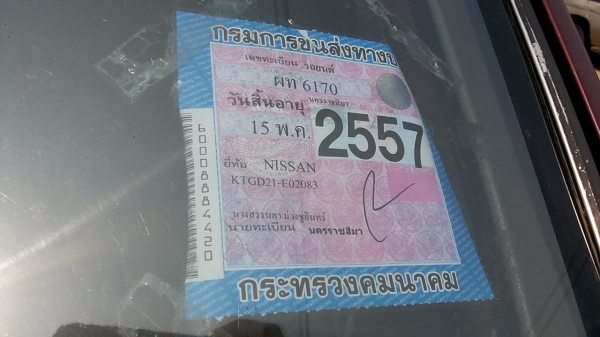 กรมการขนส่งทางบ
เลขทะเบียน รถยนต์
ผท 6170
วันสิ้นอายุ นครราชสีมา
15 พ.ค. 2557
ยี่ห้อ NISSAN
KTGD21-E02083
นายทะเบียน นครราชสีมา
กระทรวงคมนาคม
6000884420